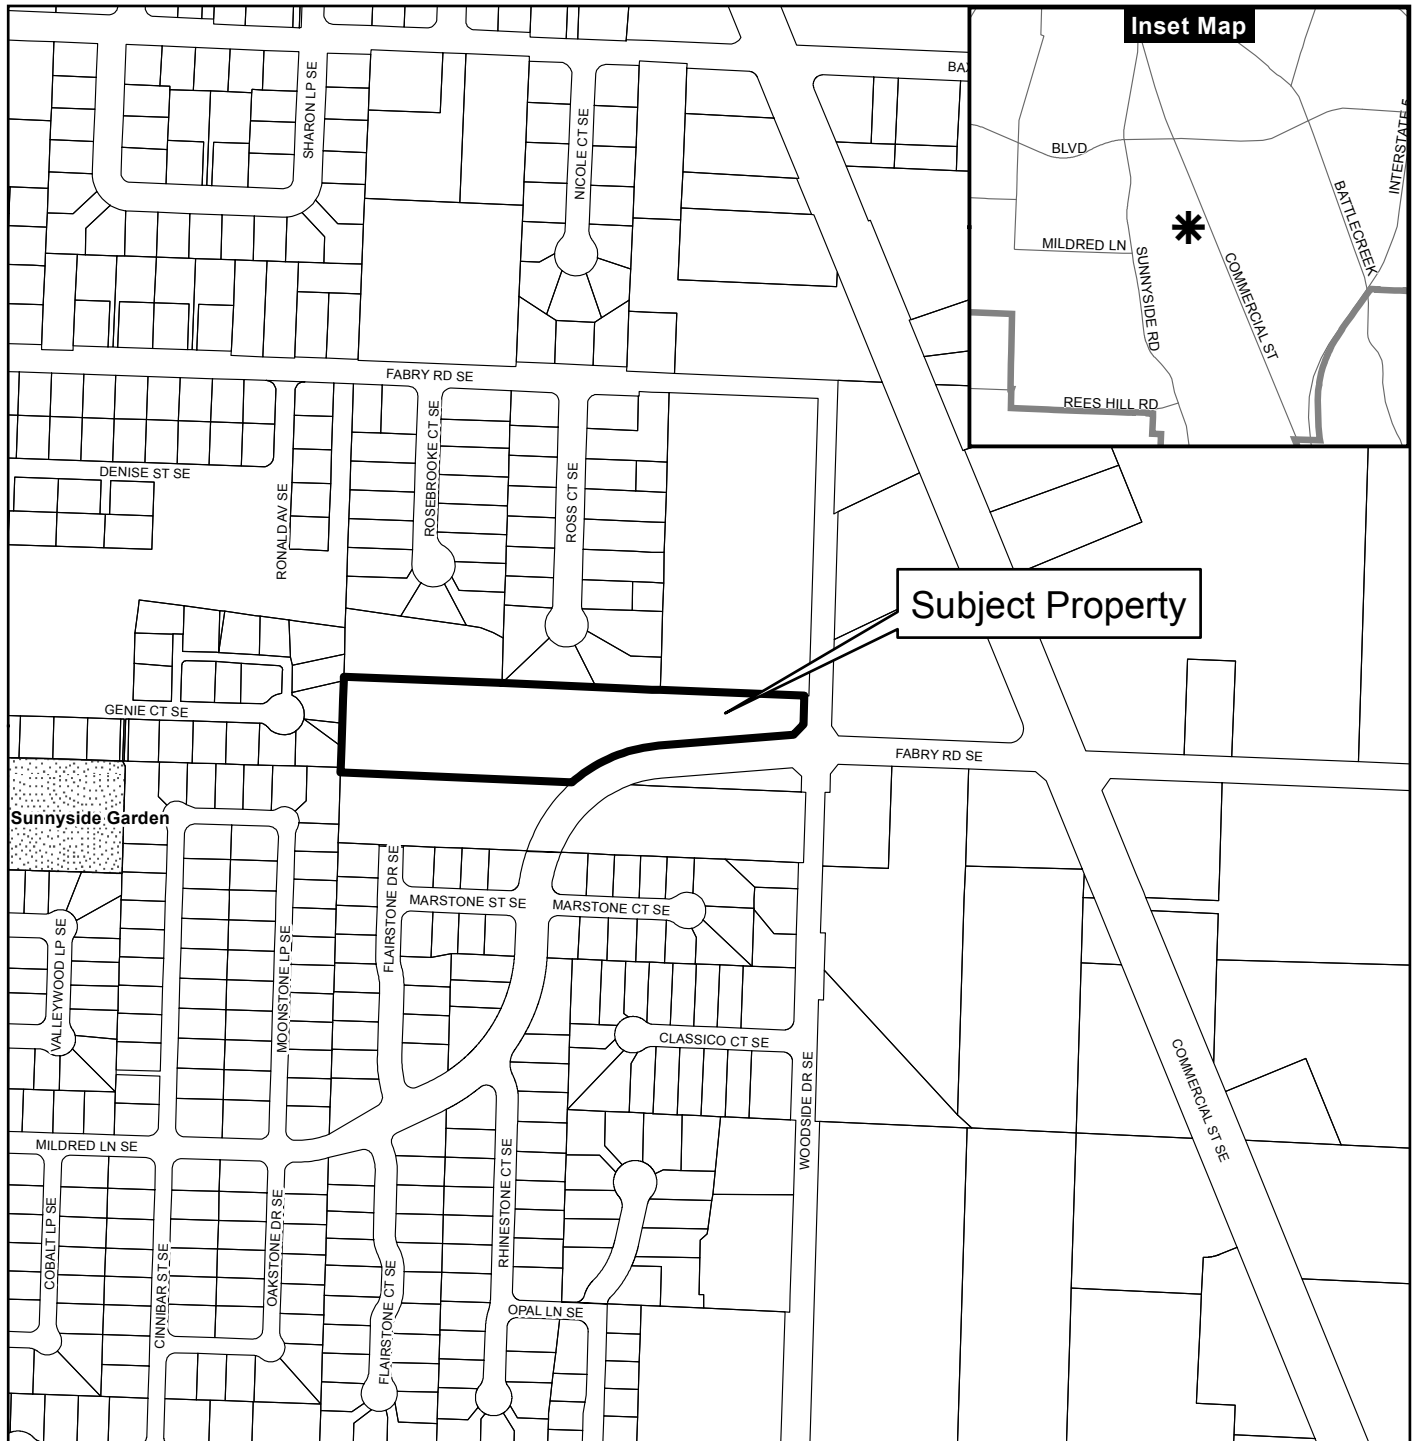 Inset Map
BLVD
INTERSTATE 5
BATTLECREEK
MILDRED LN
SUNNYSIDE RD
COMMERCIAL ST
REES HILL RD
SHARON LP SE
NICOLE CT SE
BAX
FABRY RD SE
DENISE ST SE
RONALD AV SE
ROSEBROOKE CT SE
ROSS CT SE
Subject Property
GENIE CT SE
FABRY RD SE
Sunnyside Garden
FLAIRSTONE DR SE
MARSTONE ST SE
MARSTONE CT SE
VALLEYWOOD LP SE
MOONSTONE LP SE
CLASSICO CT SE
WOODSIDE DR SE
COMMERCIAL ST SE
MILDRED LN SE
RHINESTONE CT SE
COBALT LP SE
CINNIBAR ST SE
OAKSTONE DR SE
FLAIRSTONE CT SE
OPAL LN SE